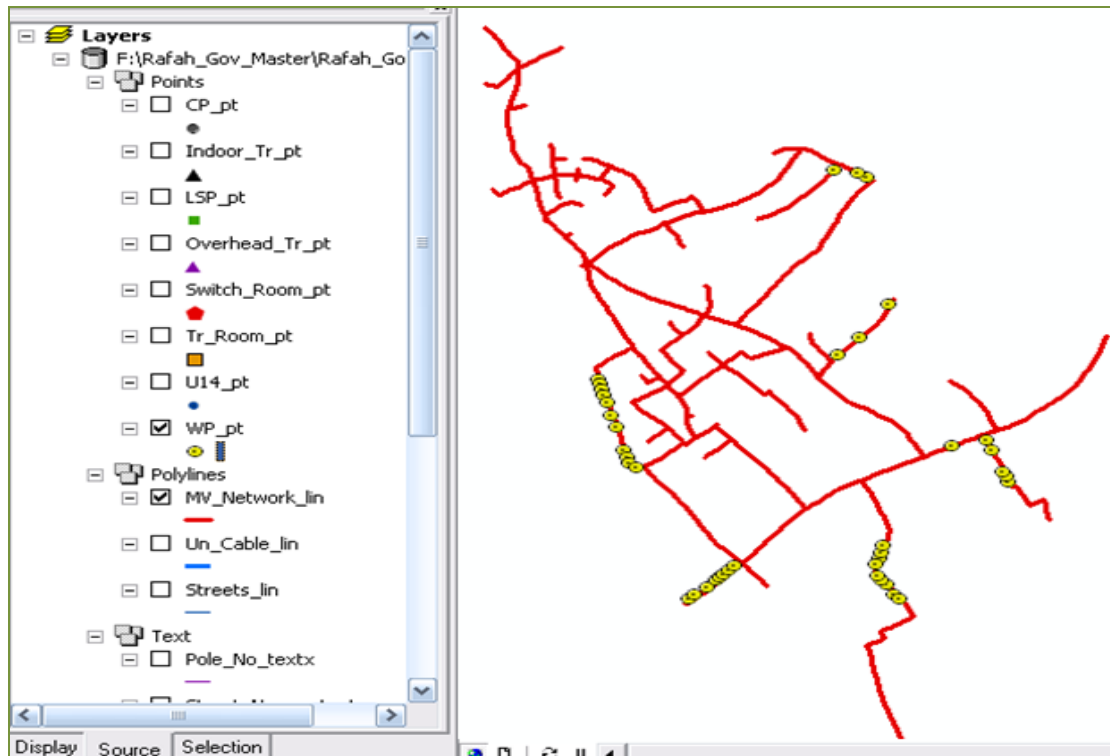 Layers
F:\Rafah_Gov_Master\Rafah_Go
Points
CP_pt
Indoor_Tr_pt
LSP_pt
Overhead_Tr_pt
Switch_Room_pt
Tr_Room_pt
U14_pt
WP_pt
Polylines
MV_Network_lin
Un_Cable_lin
Streets_lin
Text
Pole_No_textx
Display Source Selection